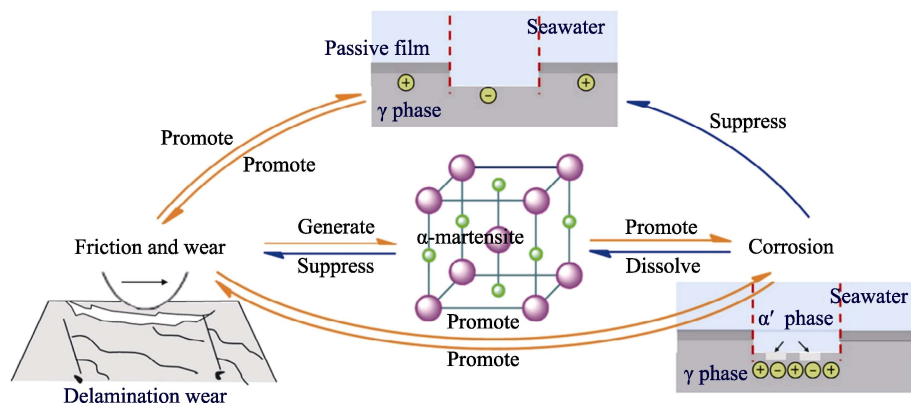 Seawater
Passive film
+
+
−
γ phase
Promote
Promote
Suppress
Generate
α-martensite
Promote
Friction and wear
Corrosion
Suppress
Dissolve
Seawater
Promote
α′ phase
Promote
γ phase
+ − + − +
Delamination wear